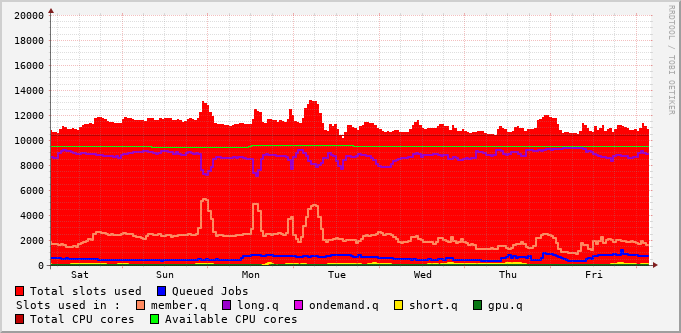 RRDTOOL / TOBI OETIKER
20000
18000
16000
14000
12000
10000
8000
6000
4000
2000
0
Sat Sun Mon Tue Wed Thu Fri
Total slots used Queued Jobs
Slots used in : member.q long.q ondemand.q short.q gpu.q
Total CPU cores Available CPU cores